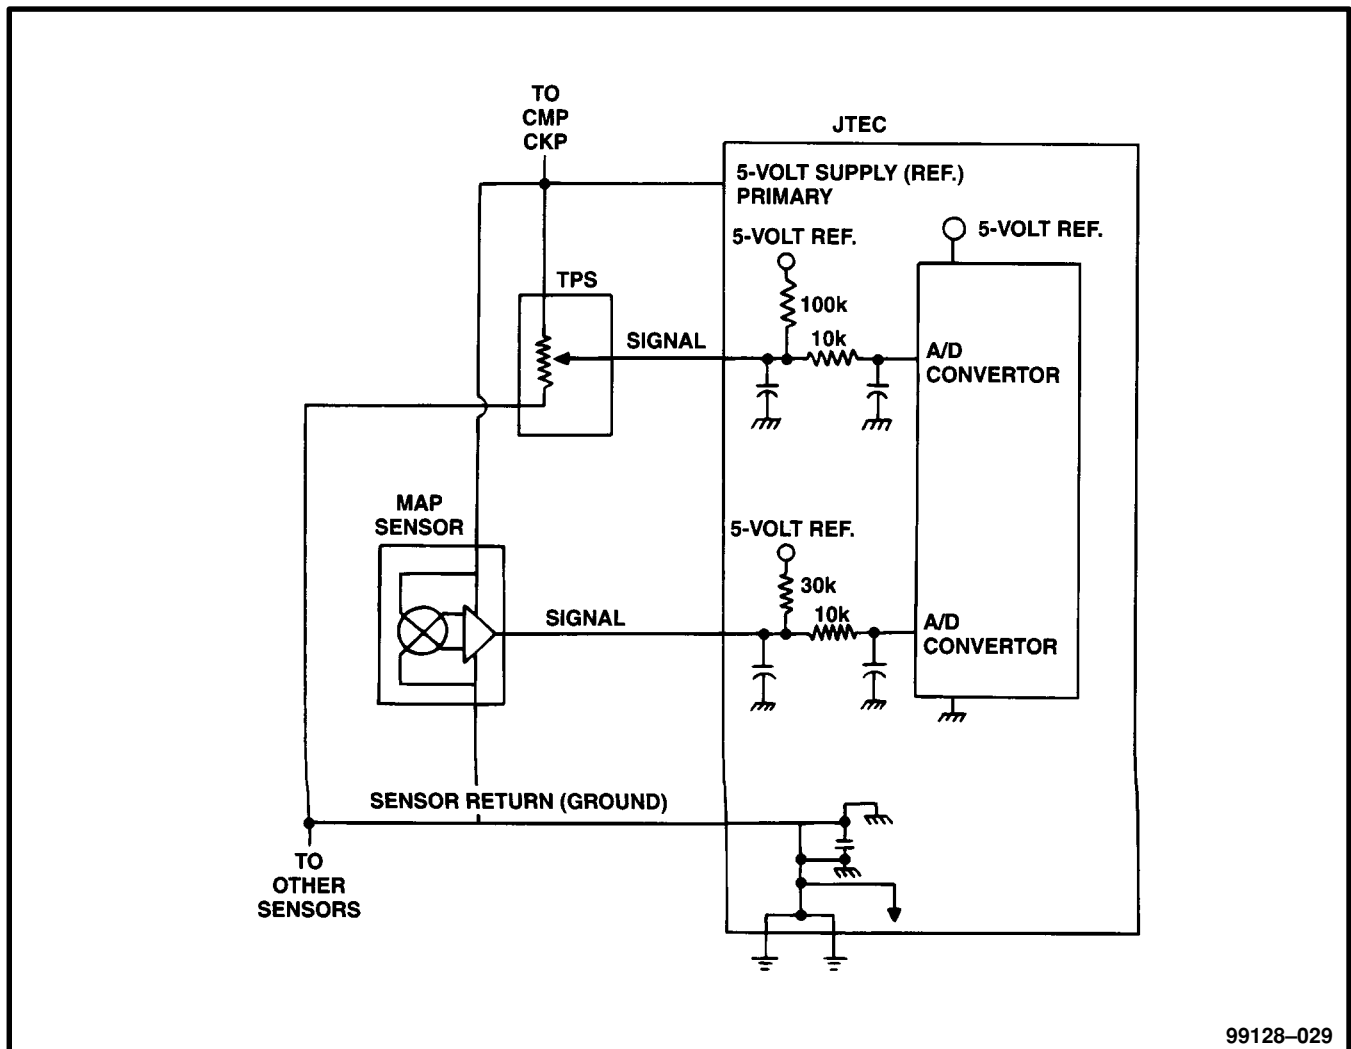 TO
CMP
CKP
JTEC
5-VOLT SUPPLY (REF.)
PRIMARY
5-VOLT REF.
5-VOLT REF.
TPS
100k
SIGNAL
10k
A/D
CONVERTOR
MAP
SENSOR
5-VOLT REF.
30k
SIGNAL
10k
A/D
CONVERTOR
SENSOR RETURN (GROUND)
TO
OTHER
SENSORS
99128–029